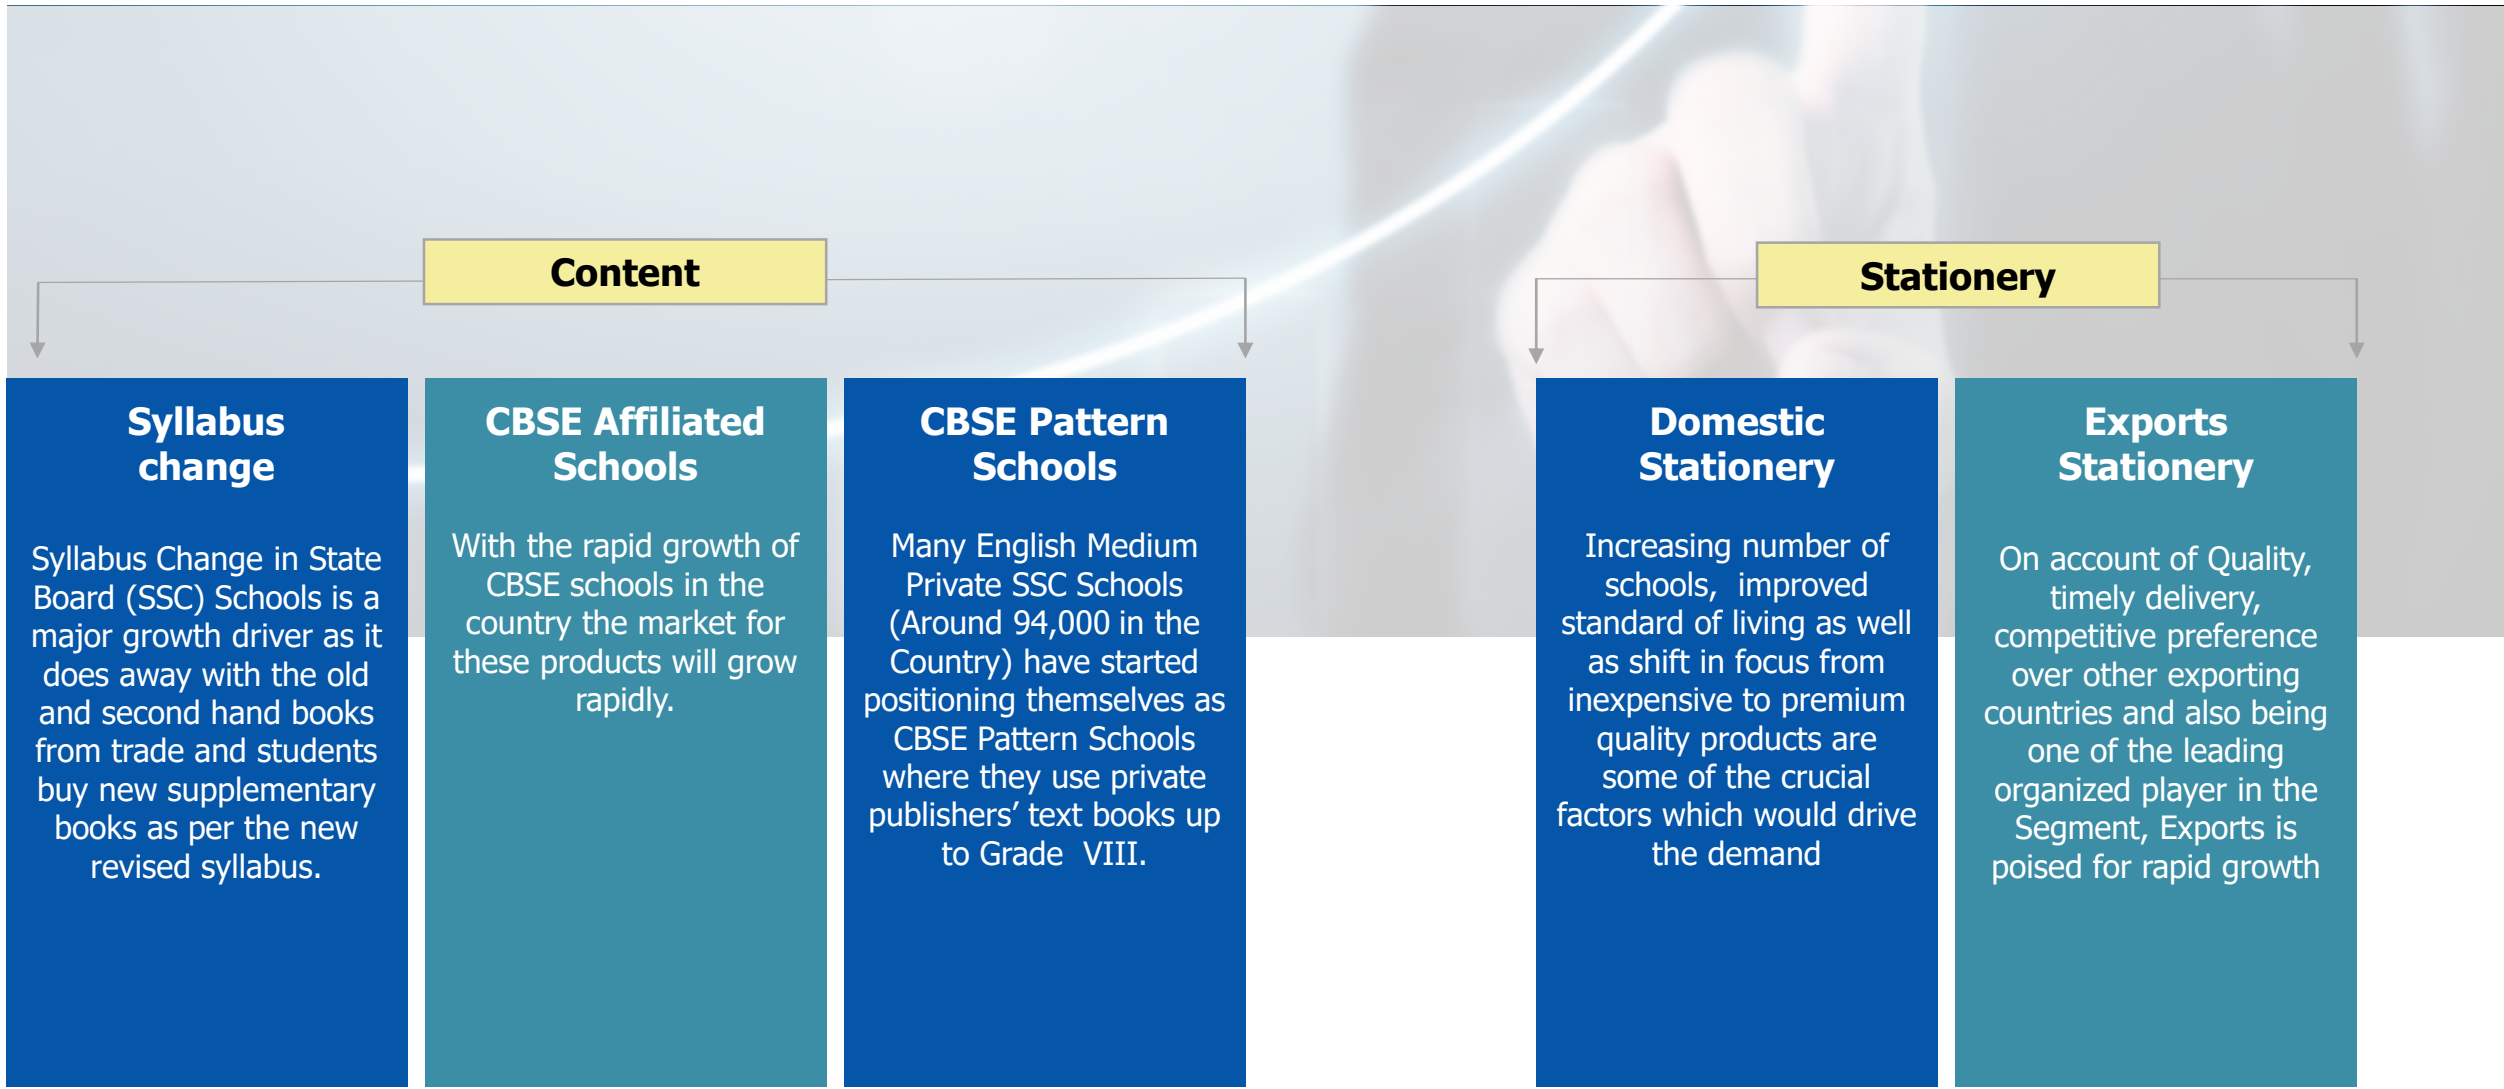 Content
Syllabus
change
Syllabus Change in State
Board (SSC) Schools is a
major growth driver as it
does away with the old
and second hand books
from trade and students
buy new supplementary
books as per the new
revised syllabus.
CBSE Affiliated
Schools
With the rapid growth of
CBSE schools in the
country the market for
these products will grow
rapidly.
CBSE Pattern
Schools
Many English Medium
Private SSC Schools
(Around 94,000 in the
Country) have started
positioning themselves as
CBSE Pattern Schools
where they use private
publishers’ text books up
to Grade  VIII.
Stationery
Domestic
Stationery
Increasing number of
schools,  improved
standard of living as well
as shift in focus from
inexpensive to premium
quality products are
some of the crucial
factors which would drive
the demand
Exports
Stationery
On account of Quality,
timely delivery,
competitive preference
over other exporting
countries and also being
one of the leading
organized player in the
Segment, Exports is
poised for rapid growth